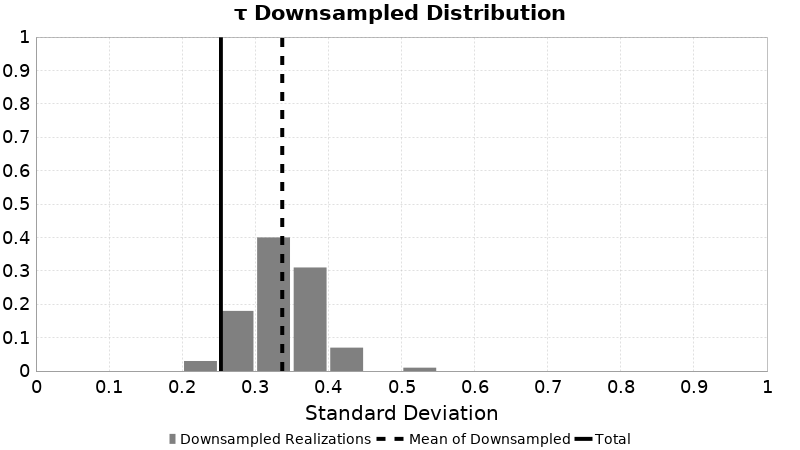 τ Downsampled Distribution
1
0.9
0.8
0.7
0.6
0.5
0.4
0.3
0.2
0.1
0
0 0.1 0.2 0.3 0.4 0.5 0.6 0.7 0.8 0.9 1
Standard Deviation
Downsampled Realizations Mean of Downsampled Total